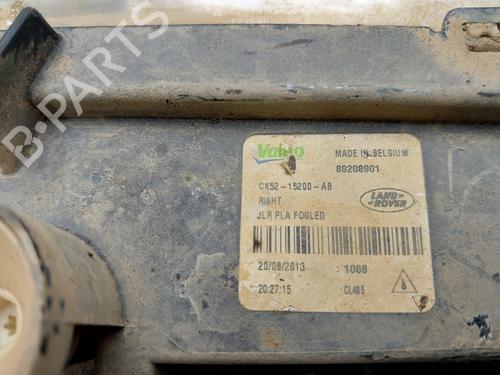 B-PARTS
Valeo
MADE IN BELGIUM
89208901
CK52-15200-AB
RIGHT
LAND
ROVER
JLR PLA FOGLED
20/06/2013
1068
20:27:15
CL485